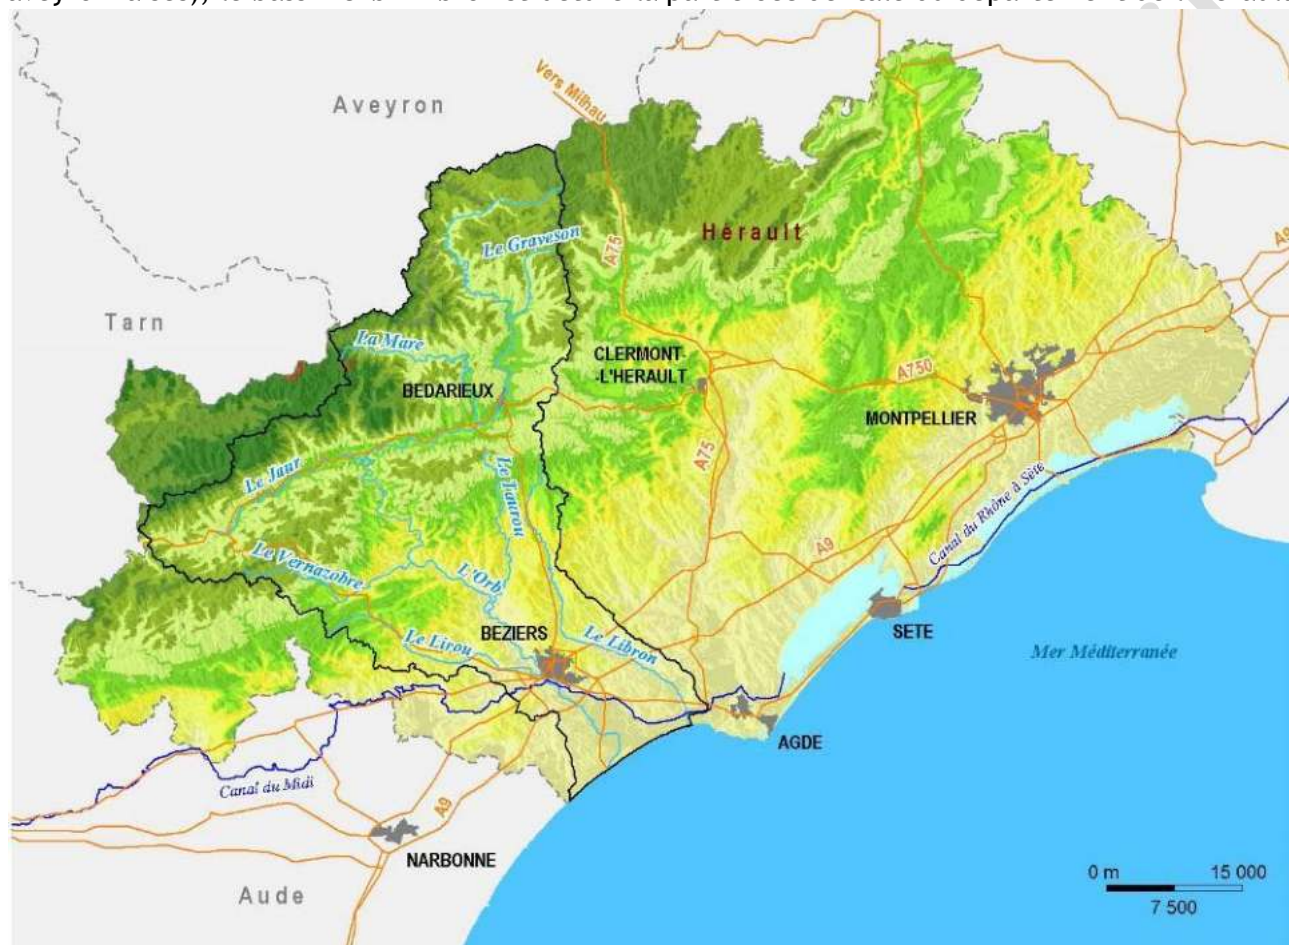 Aveyron
Vers Milhau
Hérault
A75
Le Graveson
A9
Tarn
La Mare
CLERMONT-
-L'HERAULT
BEDARIEUX
A750
MONTPELLIER
A75
Le Jaur
Le Taurou
Canal du Rhône à Sète
A9
Le Vernazobre
L'Orb
SETE
BEZIERS
Le Lirou
Le Libron
Mer Méditerranée
AGDE
Canal du Midi
A9
NARBONNE
Aude
0 m 15 000
7 500